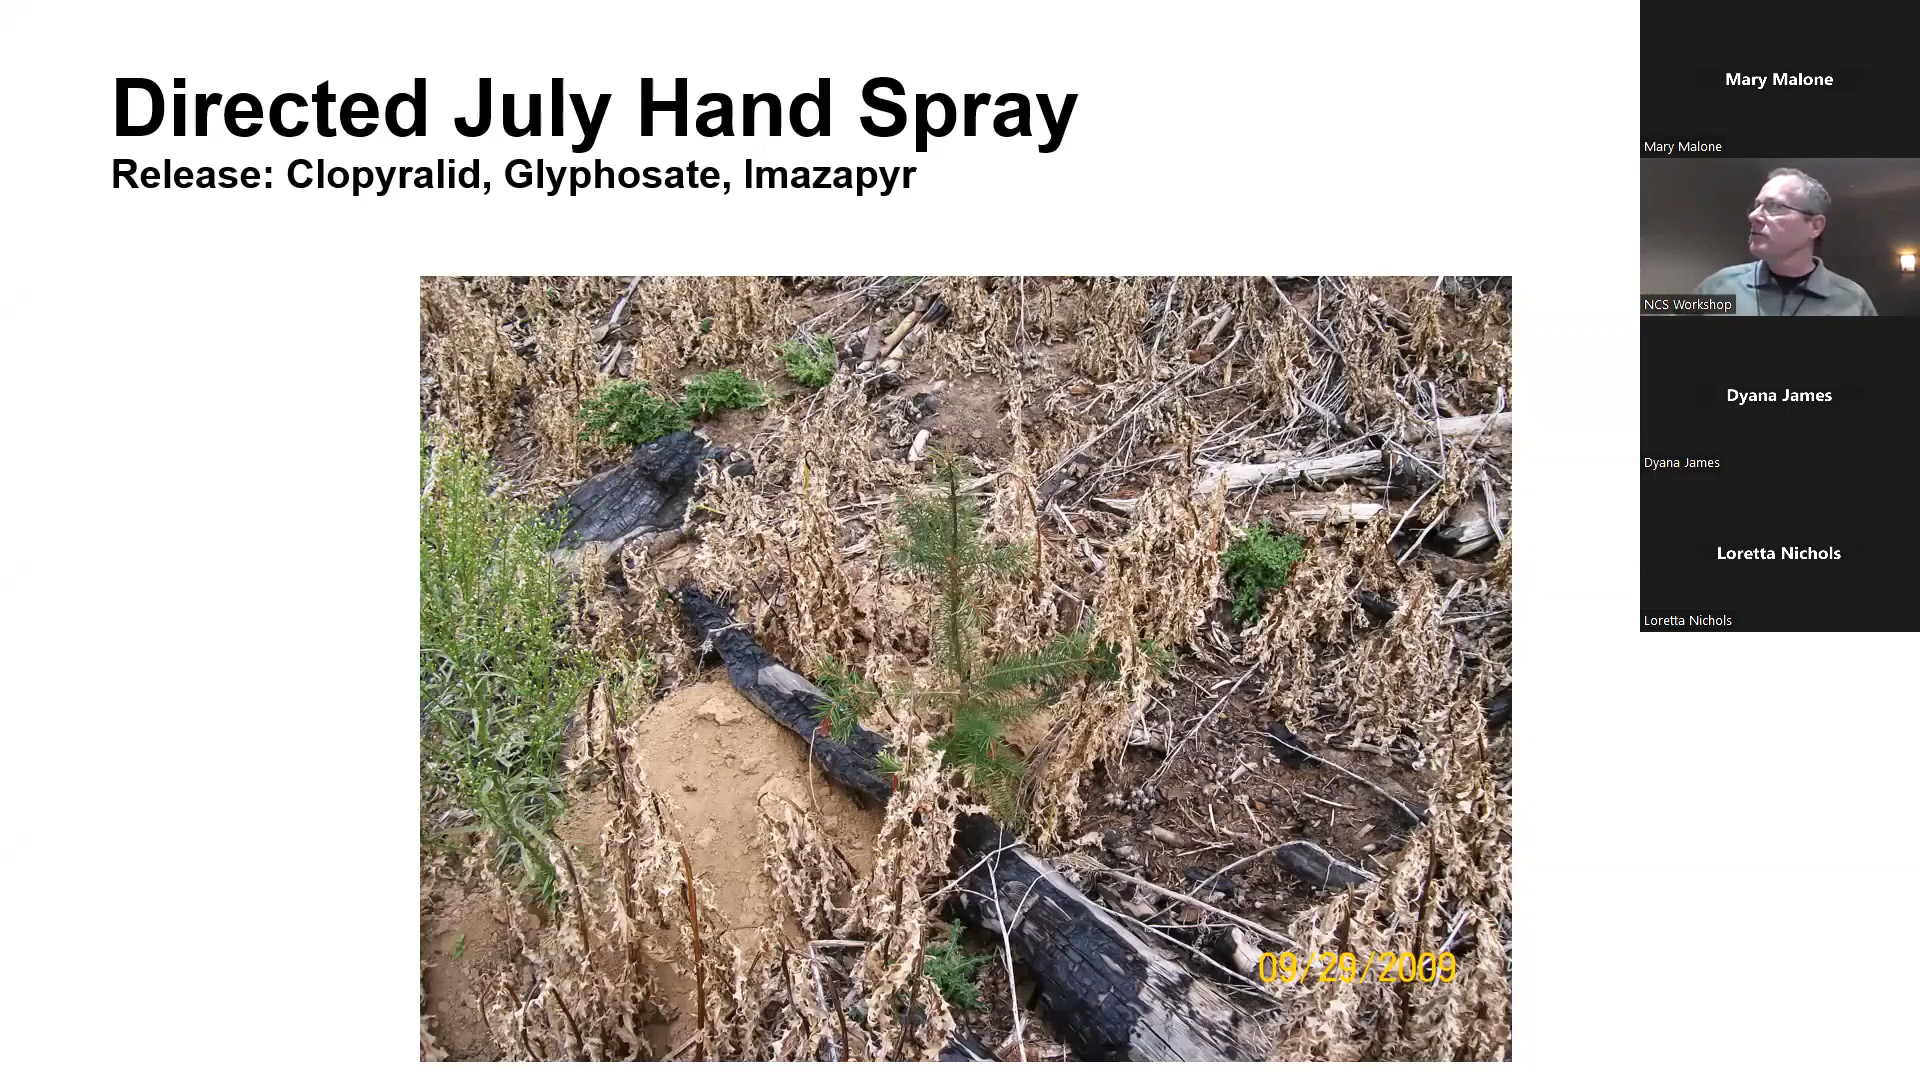 Directed July Hand Spray
Release: Clopyralid, Glyphosate, Imazapyr
09/29/2009
Mary Malone
Mary Malone
NCS Workshop
Dyana James
Dyana James
Loretta Nichols
Loretta Nichols